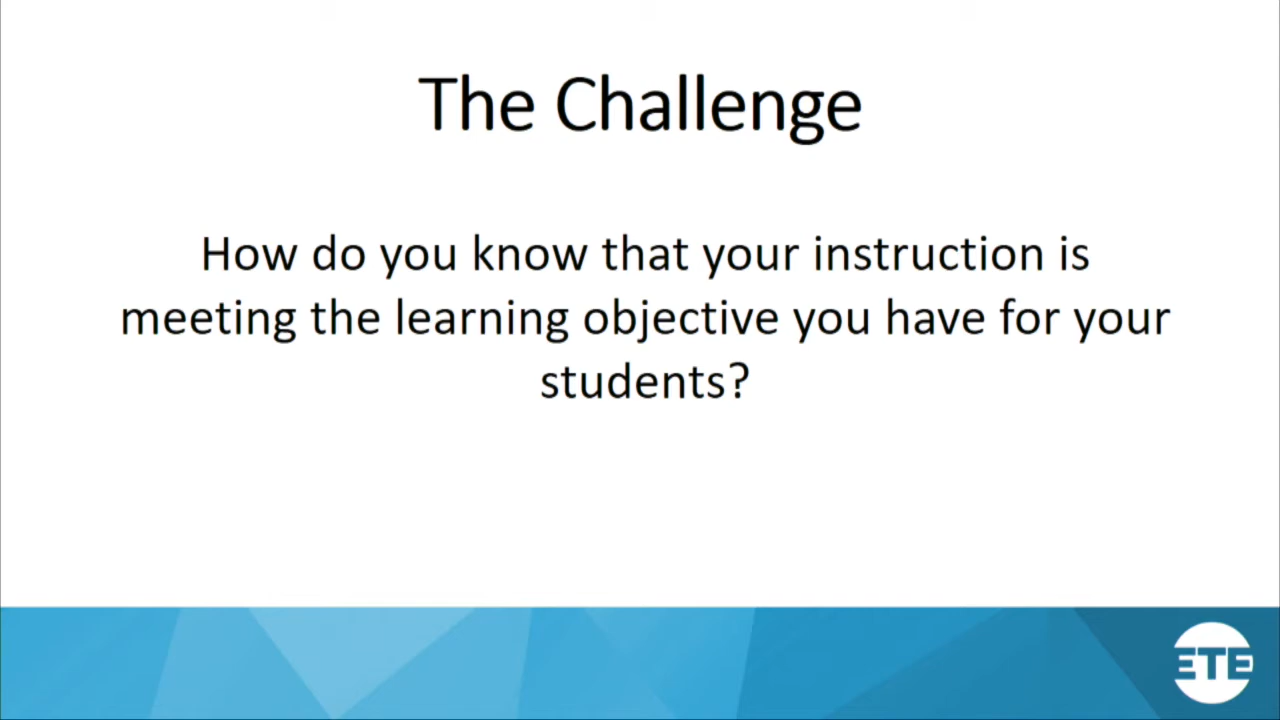 The Challenge
How do you know that your instruction is
meeting the learning objective you have for your
students?
ETE